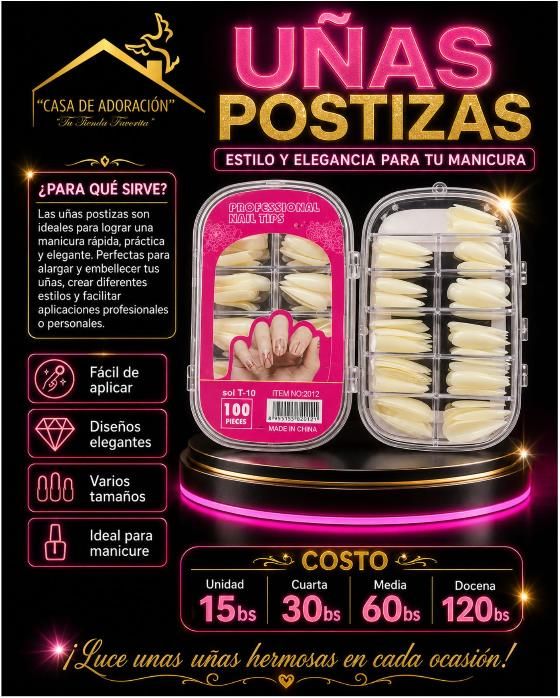 "CASA DE ADORACIÓN"
"Tu Tienda Favorita"
UÑAS
POSTIZAS
ESTILO Y ELEGANCIA PARA TU MANICURA
¿PARA QUÉ SIRVE?
Las uñas postizas son
ideales para lograr una
manicura rápida, práctica
y elegante. Perfectas para
alargar y embellecer tus
uñas, crear diferentes
estilos y facilitar
aplicaciones profesionales
o personales.
Fácil de
aplicar
Diseños
elegantes
Varios
tamaños
Ideal para
manicure
PROFESSIONAL
NAIL TIPS
sol T-10 ITEM NO:2012
100
PIECES
MADE IN CHINA
COSTO
Unidad Cuarta Media Docena
15bs 30bs 60bs 120bs
¡Luce unas uñas hermosas en cada ocasión!